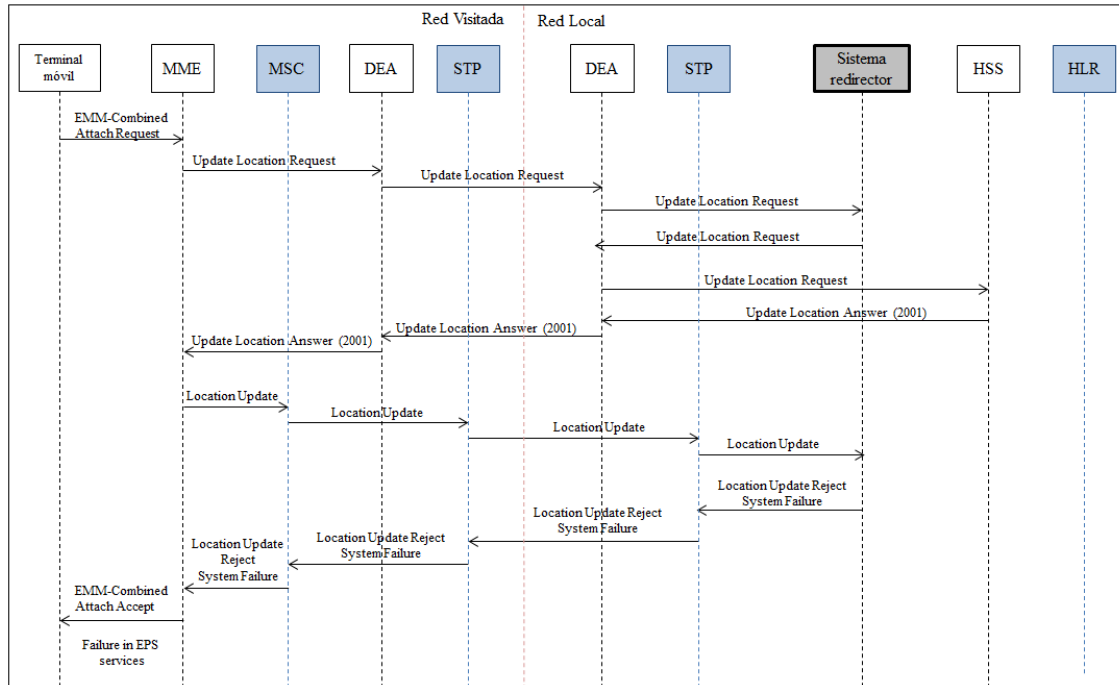 Red Visitada
Red Local
Terminal
móvil
MME
MSC
DEA
STP
DEA
STP
Sistema
redirector
HSS
HLR
EMM-Combined
Attach Request
Update Location Request
Update Location Request
Update Location Request
Update Location Request
Update Location Request
Update Location Answer (2001)
Update Location Answer (2001)
Update Location Answer (2001)
Location Update
Location Update
Location Update
Location Update
Location Update Reject
System Failure
Location Update Reject
System Failure
Location Update Reject
System Failure
Location Update
Reject
System Failure
EMM-Combined
Attach Accept
Failure in EPS
services